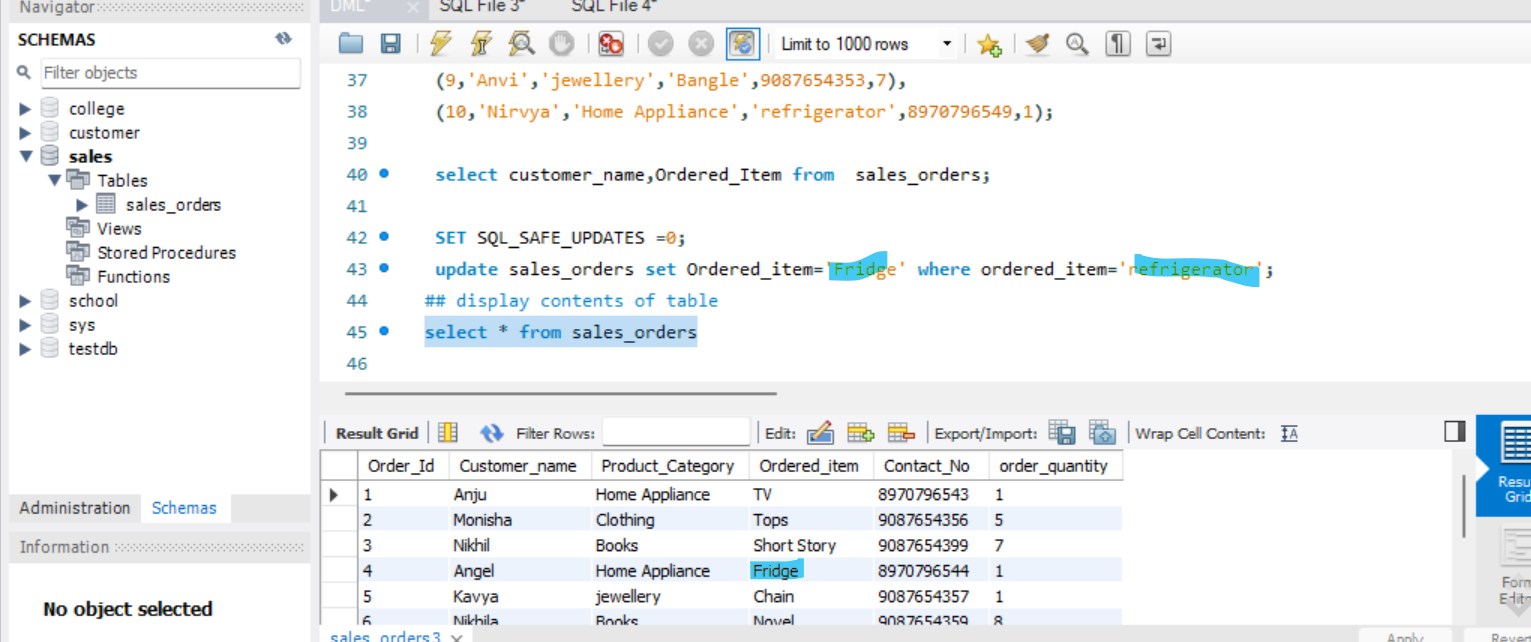 Navigator
SCHEMAS
Filter objects
college
customer
sales
Tables
sales_orders
Views
Stored Procedures
Functions
school
sys
testdb
Administration Schemas
Information
No object selected
DML* SQL File 3* SQL File 4*
Limit to 1000 rows
37 (9,'Anvi','jewellery','Bangle',9087654353,7),
38 (10,'Nirvya','Home Appliance','refrigerator',8970796549,1);
39
40 select customer_name,Ordered_Item from sales_orders;
41
42 SET SQL_SAFE_UPDATES =0;
43 update sales_orders set Ordered_item='Fridge' where ordered_item='refrigerator';
44 ## display contents of table
45 select * from sales_orders
46
Result Grid Filter Rows: Edit: Export/Import: Wrap Cell Content:
Order_Id Customer_name Product_Category Ordered_item Contact_No order_quantity
1 Anju Home Appliance TV 8970796543 1
2 Monisha Clothing Tops 9087654356 5
3 Nikhil Books Short Story 9087654399 7
4 Angel Home Appliance Fridge 8970796544 1
5 Kavya jewellery Chain 9087654357 1
6 Nikhila Books Novel 9087654359 8
sales_orders3
Apply Revert
Resu
Grid
Form
Edito